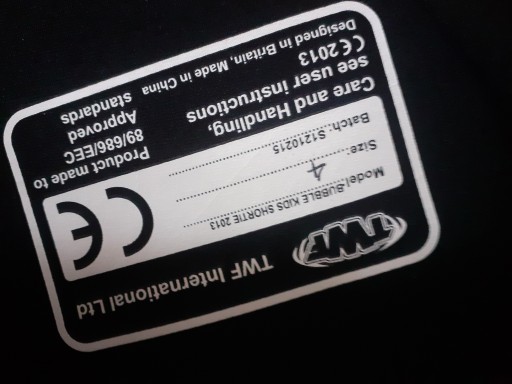 TWF TWF International Ltd
Model:BUBBLE KIDS SHORTIE 2013
Size: 4
Batch: S1210215
CE
Care and Handling,
see user instructions
CE 2013
Product made to
89/686/EEC
Approved
Standards
Designed in Britain, Made in China